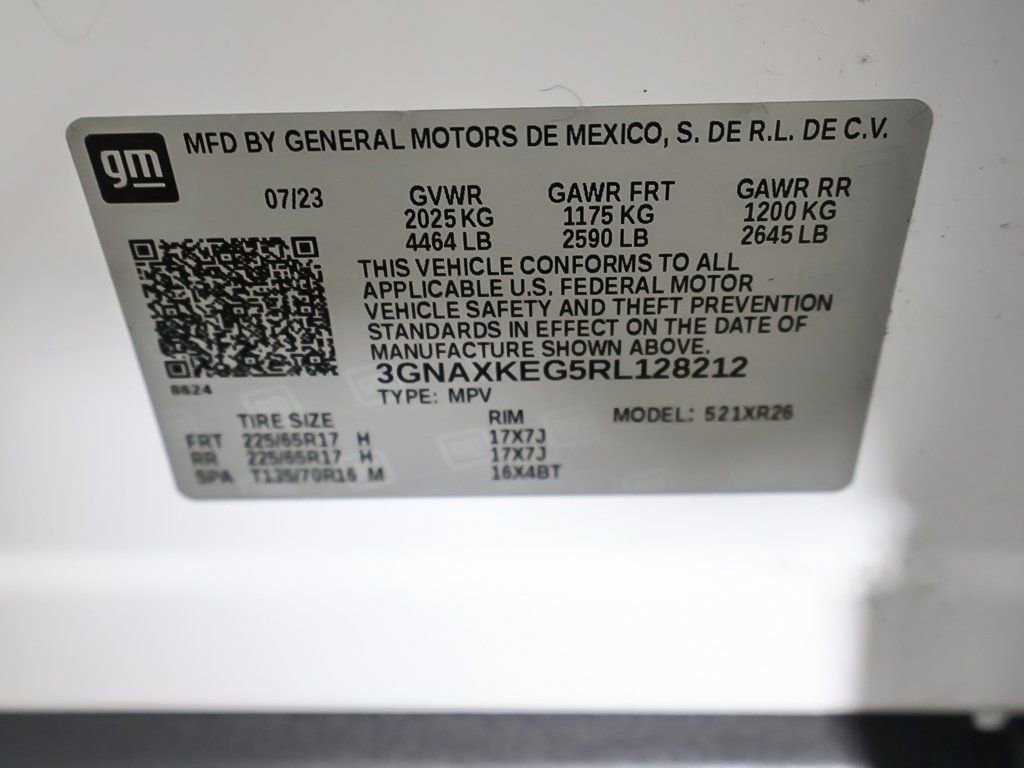 gm
MFD BY GENERAL MOTORS DE MEXICO, S. DE R.L. DE C.V.
07/23 GVWR GAWR FRT GAWR RR
2025 KG 1175 KG 1200 KG
4464 LB 2590 LB 2645 LB
THIS VEHICLE CONFORMS TO ALL
APPLICABLE U.S. FEDERAL MOTOR
VEHICLE SAFETY AND THEFT PREVENTION
STANDARDS IN EFFECT ON THE DATE OF
MANUFACTURE SHOWN ABOVE.
3GNAXKEG5RL128212
8624
TYPE: MPV
TIRE SIZE RIM MODEL: 521XR26
FRT 225/65R17 H 17X7J
RR 225/65R17 H 17X7J
SPA T135/70R16 M 16X4BT